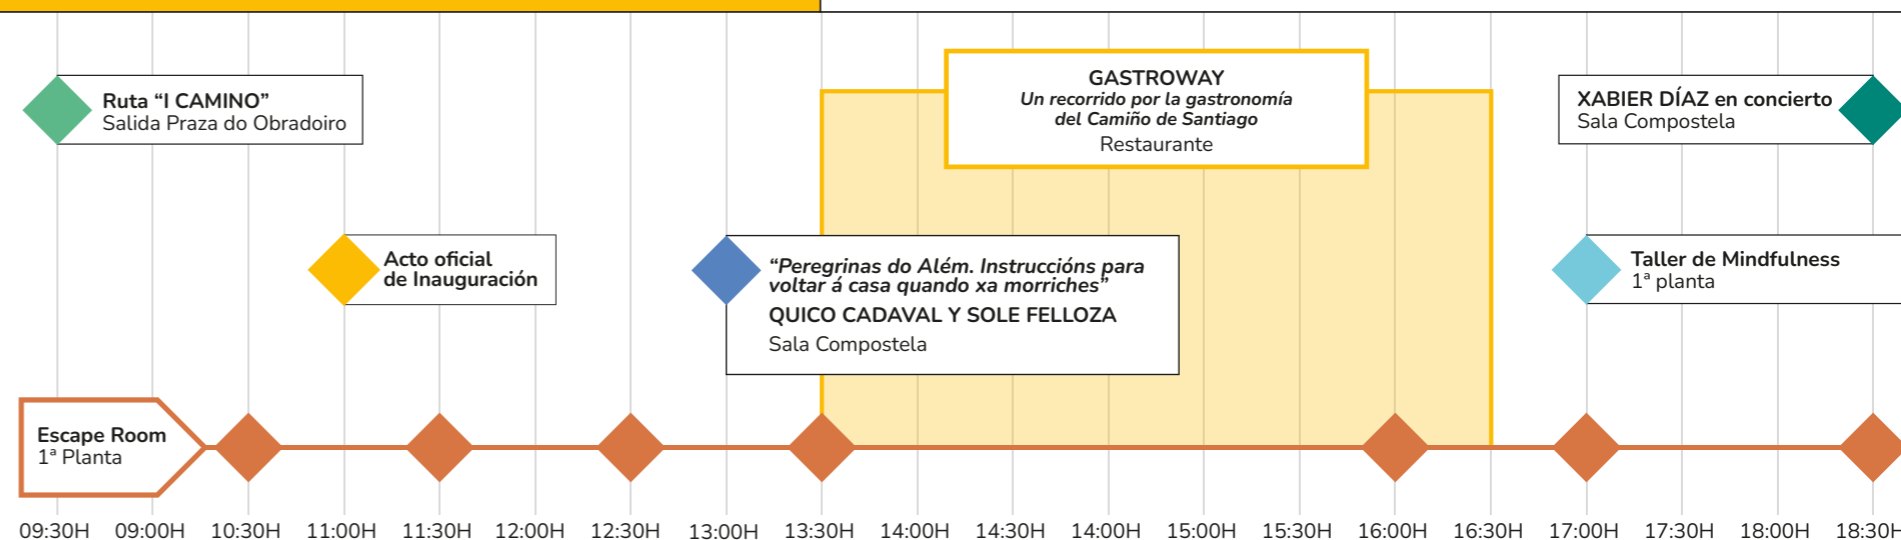 Ruta “I CAMINO”
Salida Praza do Obradoiro
GASTROWAY
Un recorrido por la gastronomía
del Camiño de Santiago
Restaurante
XABIER DÍAZ en concierto
Sala Compostela
Acto oficial
de Inauguración
“Peregrinas do Além. Instruccións para
voltar á casa quando xa morriches”
QUICO CADAVAL Y SOLE FELLOZA
Sala Compostela
Taller de Mindfulness
1ª planta
Escape Room
1ª Planta
09:30H 09:00H 10:30H 11:00H 11:30H 12:00H 12:30H 13:00H 13:30H 14:00H 14:30H 14:00H 15:00H 15:30H 16:00H 16:30H 17:00H 17:30H 18:00H 18:30H